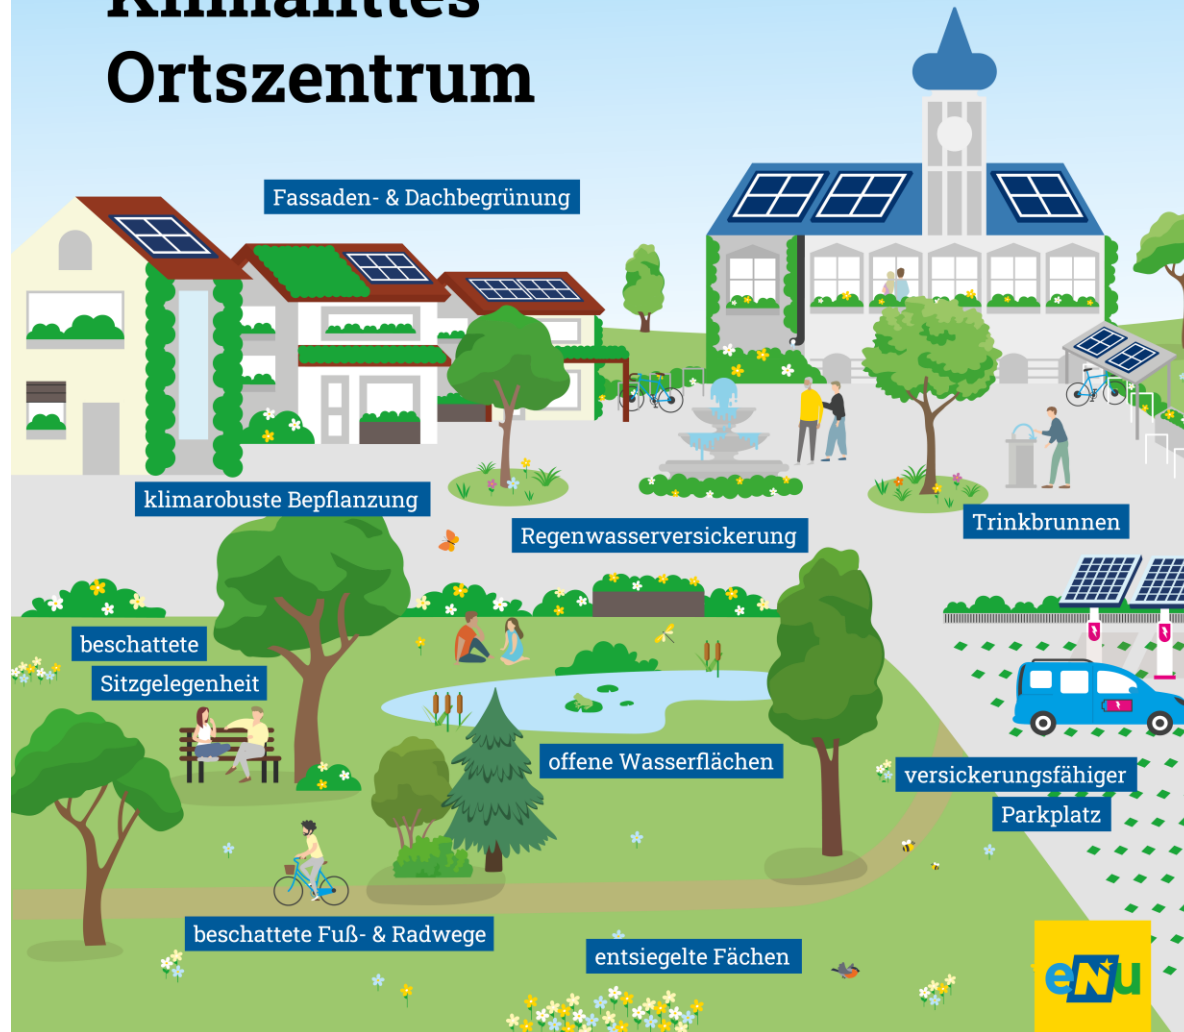 Klimafittes
Ortszentrum
Fassaden- & Dachbegrünung
klimarobuste Bepflanzung
Regenwasserversickerung
Trinkbrunnen
beschattete
Sitzgelegenheit
offene Wasserflächen
versickerungsfähiger
Parkplatz
beschattete Fuß- & Radwege
entsiegelte Fächen
eNu